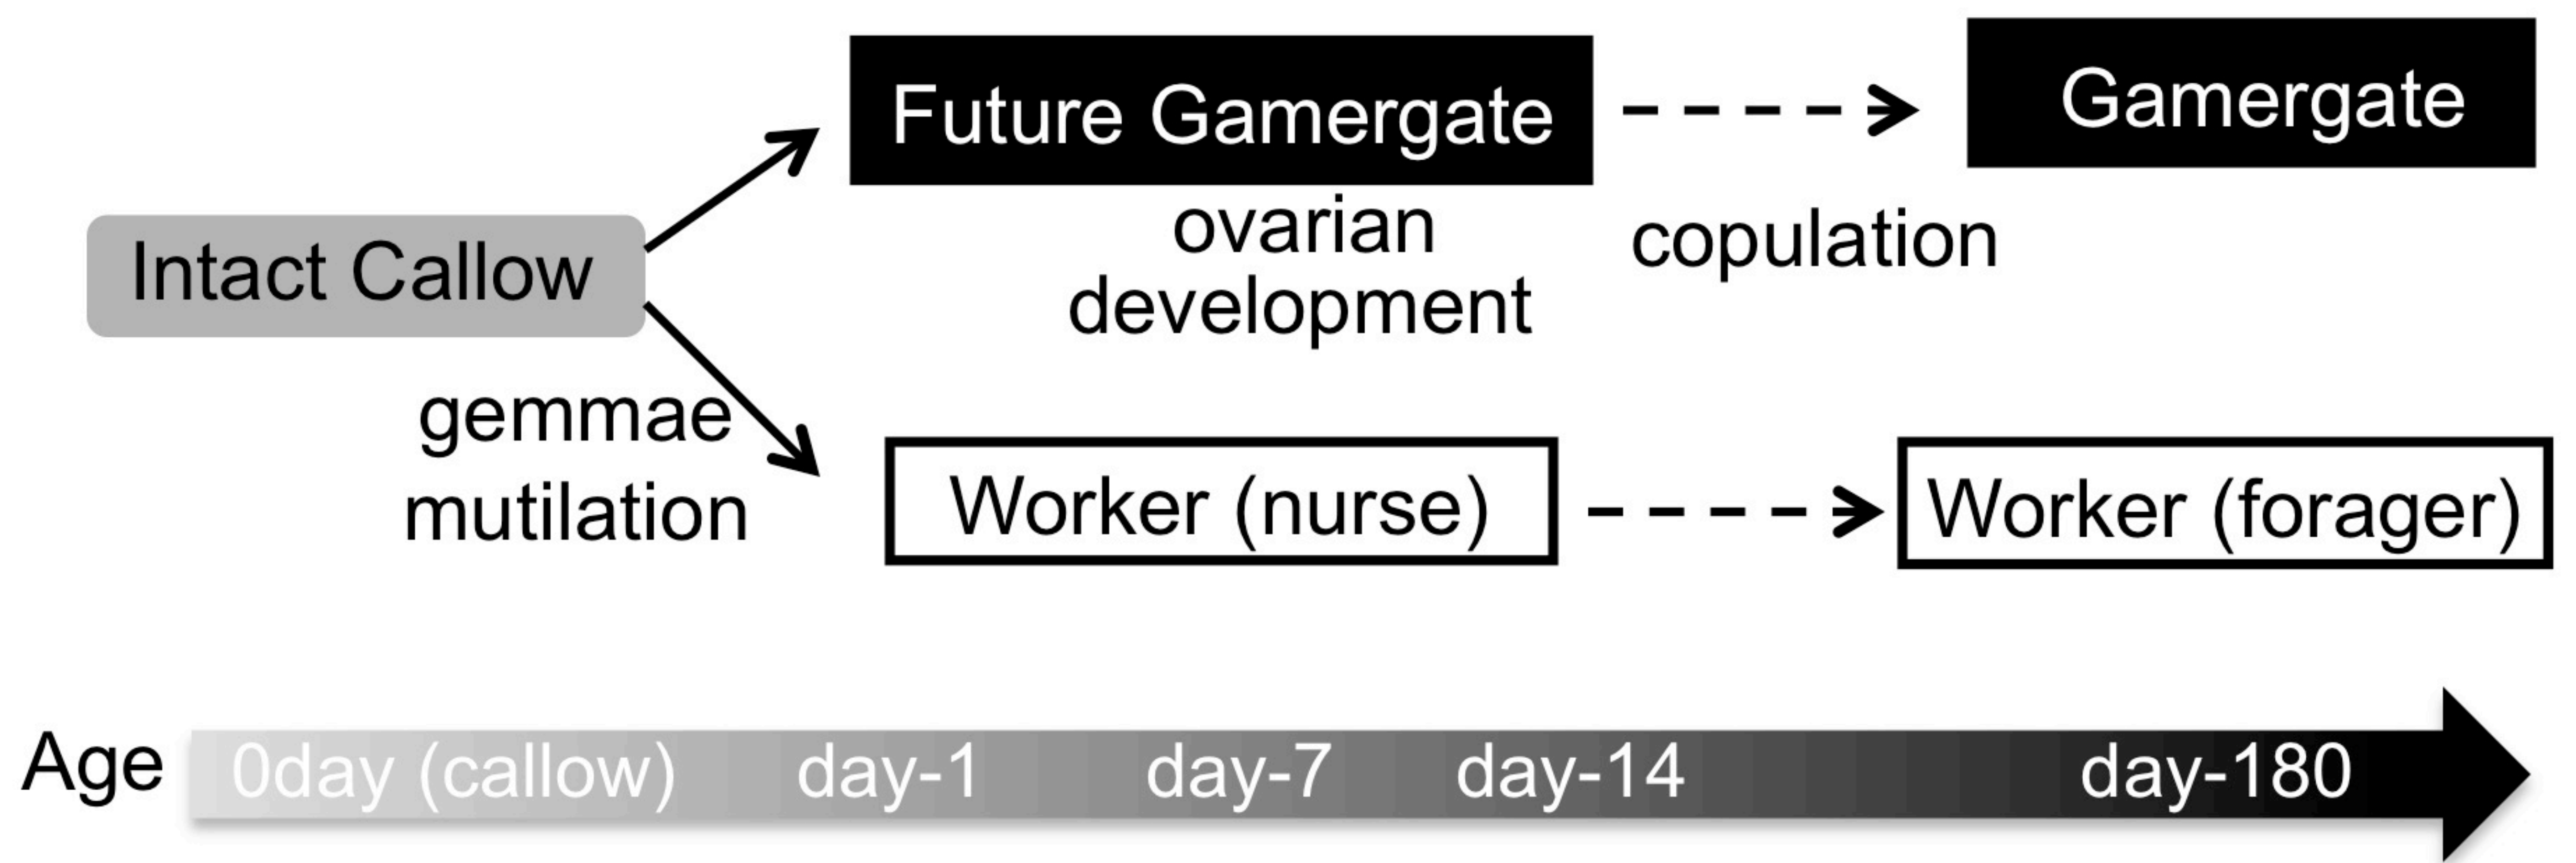 Future Gamergate
Gamergate
Intact Callow
ovarian
development
copulation
gemmae
mutilation
Worker (nurse)
Worker (forager)
Age
0day (callow)
day-1
day-7
day-14
day-180